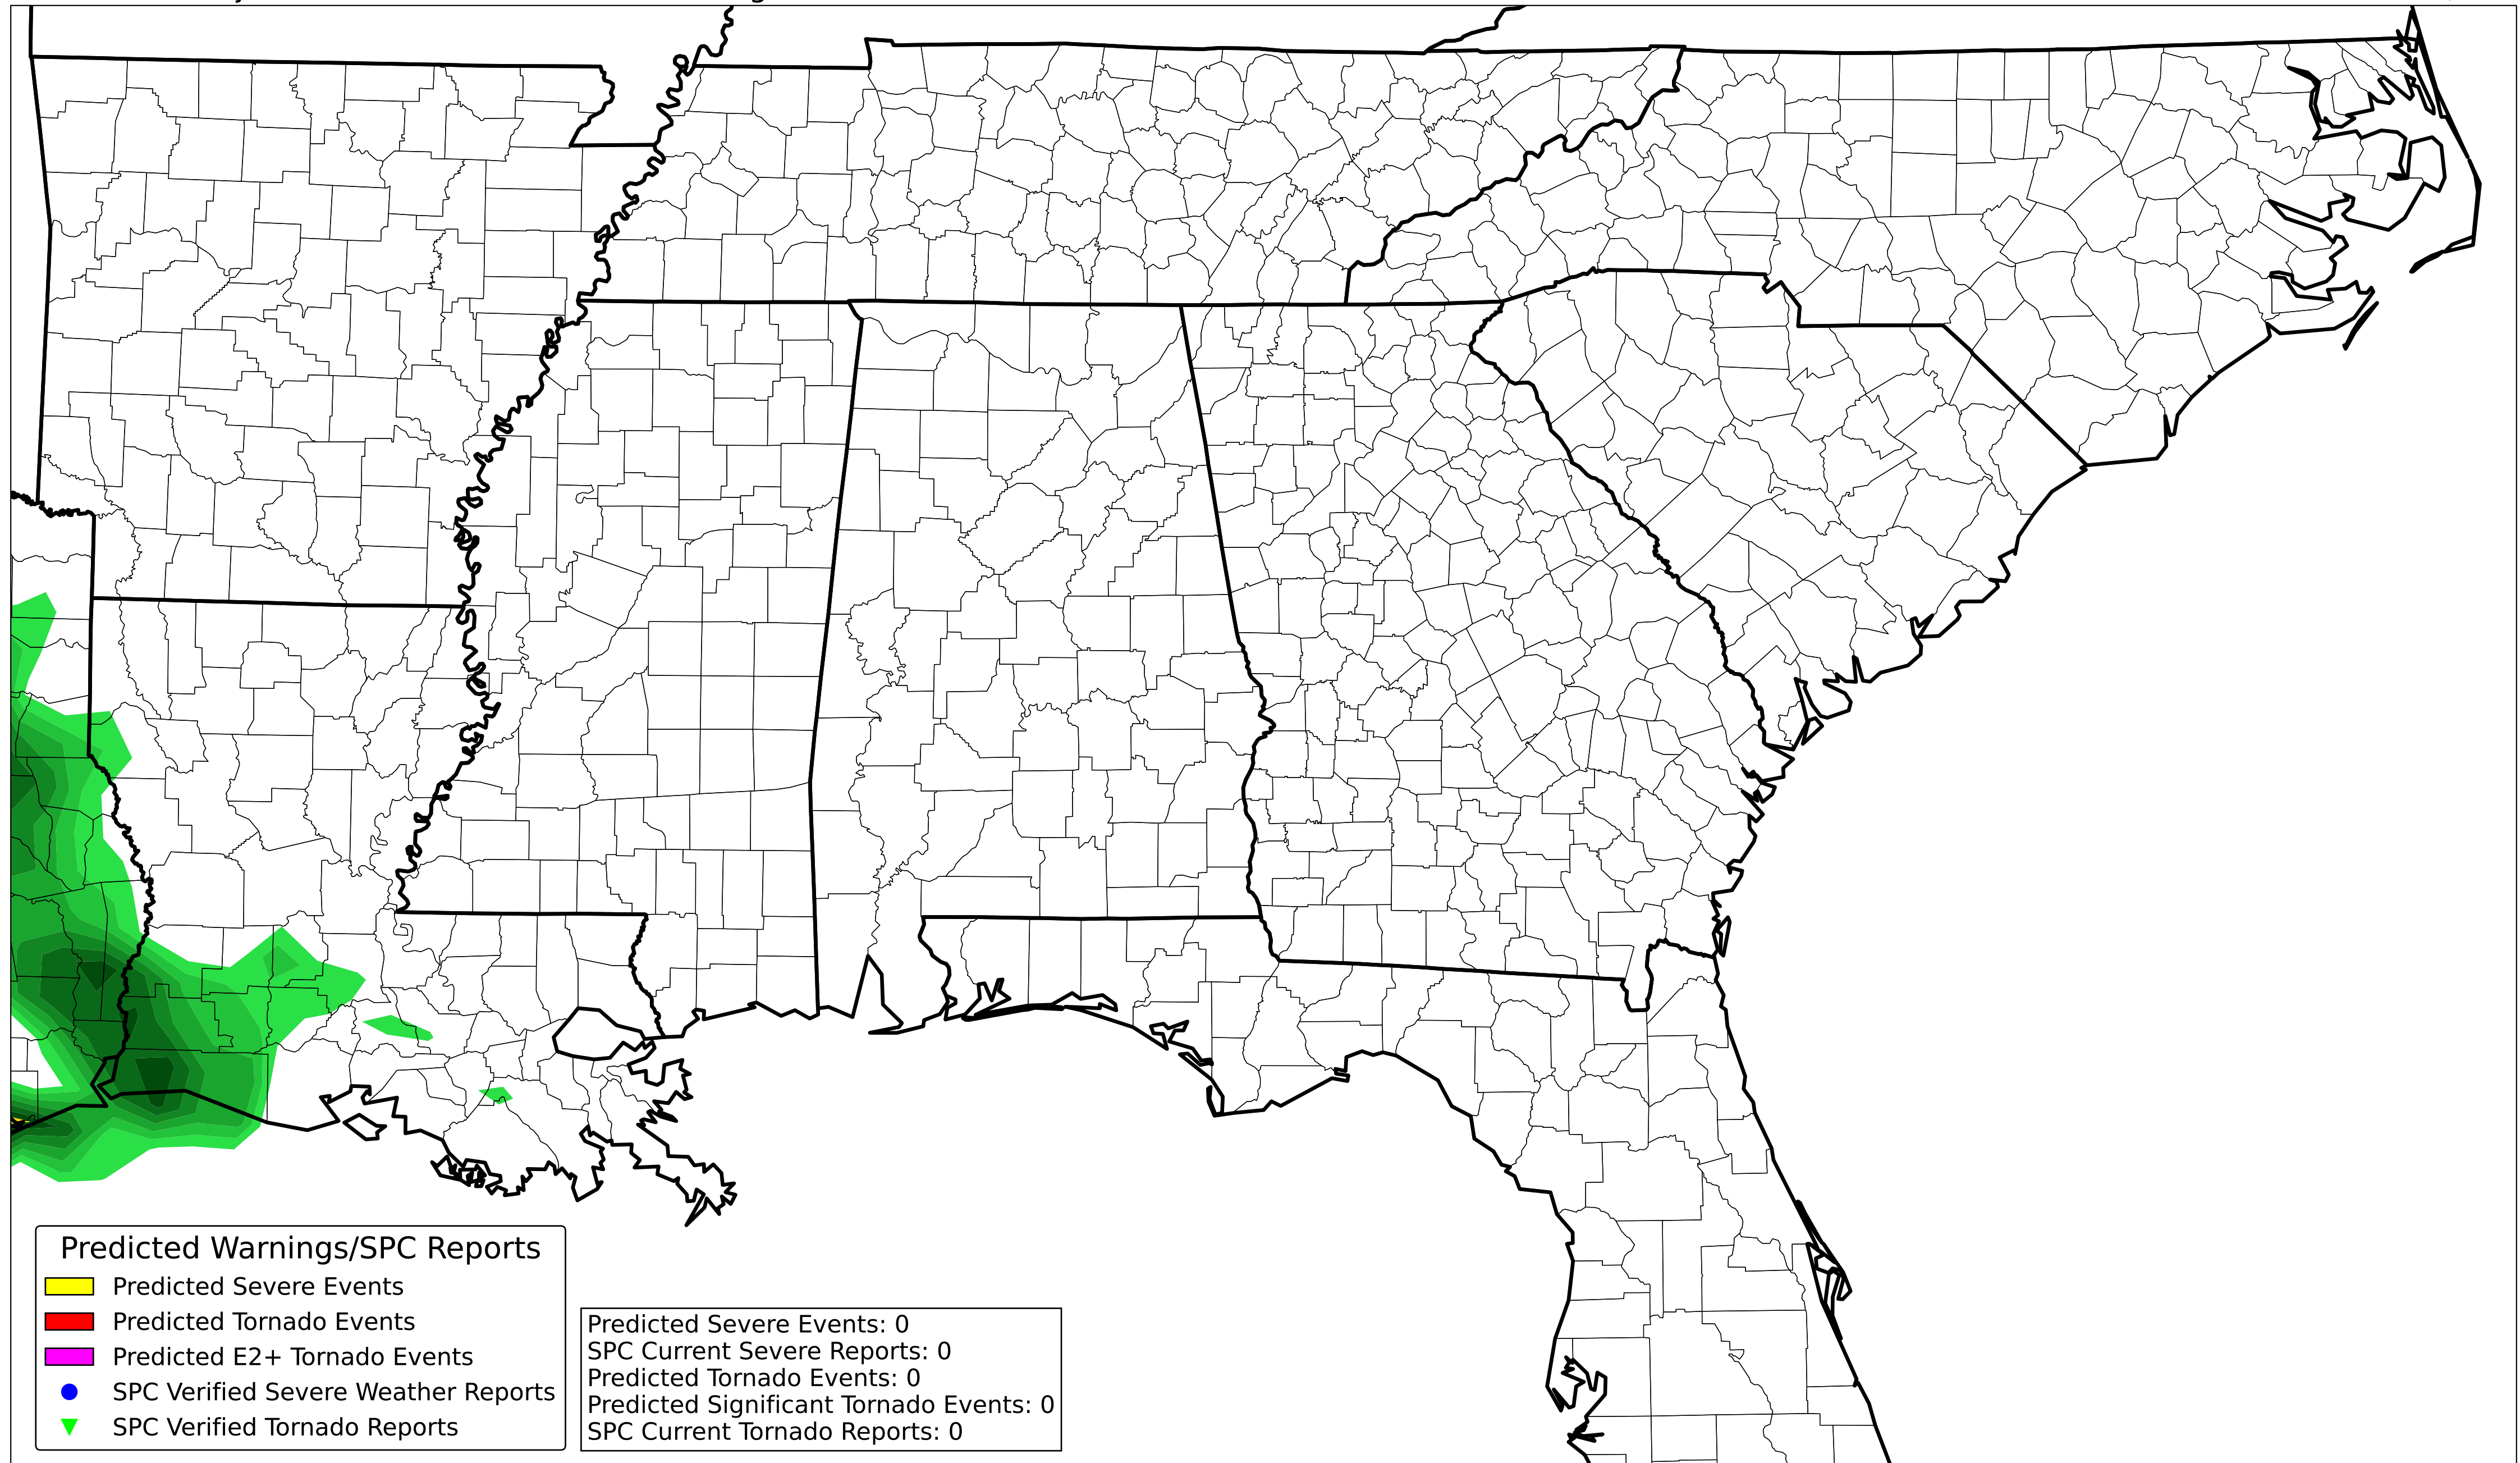 Predicted Warnings/SPC Reports
Predicted Severe Events
Predicted Tornado Events
Predicted E2+ Tornado Events
SPC Verified Severe Weather Reports
SPC Verified Tornado Reports
Predicted Severe Events: 0
SPC Current Severe Reports: 0
Predicted Tornado Events: 0
Predicted Significant Tornado Events: 0
SPC Current Tornado Reports: 0